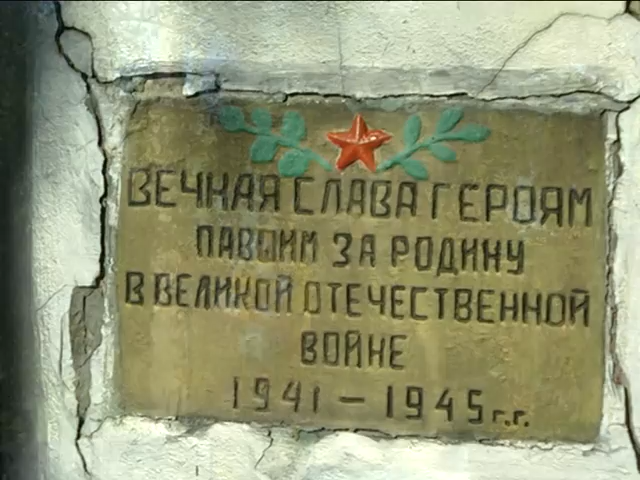 ВЕЧНАЯ СЛАВА ГЕРОЯМ
ПАВШИМ ЗА РОДИНУ
В ВЕЛИКОЙ ОТЕЧЕСТВЕННОЙ
ВОЙНЕ
1941 — 1945 г.г.